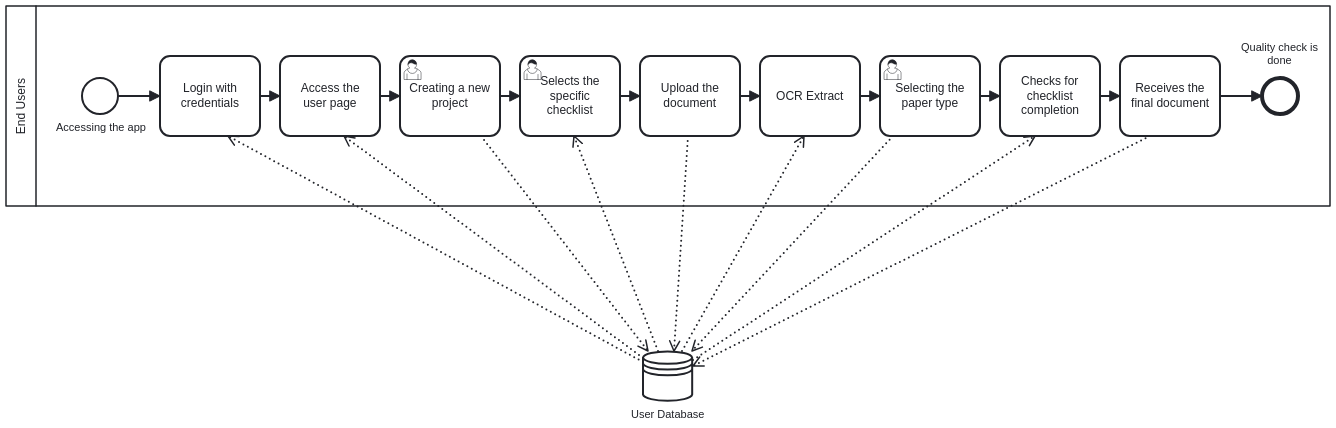 End Users
Accessing the app
Login with
credentials
Access the
user page
Creating a new
project
Selects the
specific
checklist
Upload the
document
OCR Extract
Selecting the
paper type
Checks for
checklist
completion
Receives the
final document
Quality check is
done
User Database